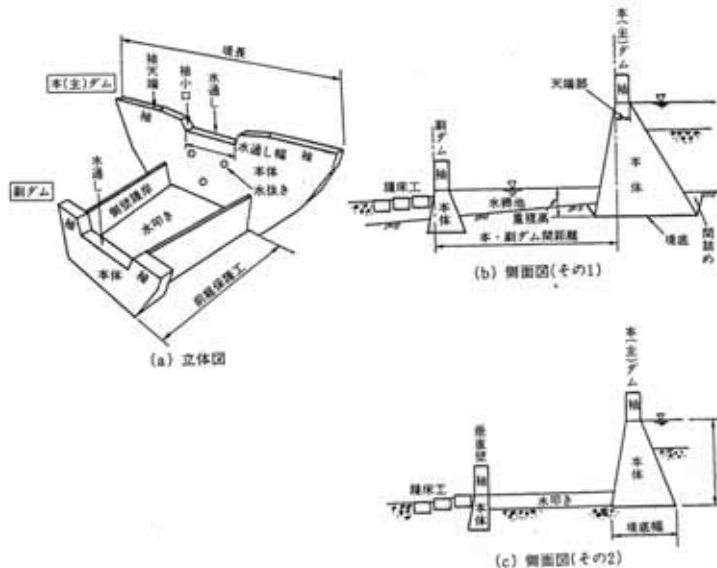 堤長
本(主)ダム
袖天端
袖小口
水通し
袖
水通し幅
袖
本体
水抜き
副ダム
水通し
側壁護岸
水叩き
袖
本体
袖
前庭保護工
(a) 立体図
本(主)ダム
天端部
袖
副ダム
袖
本体
護床工
本体
水褥池
重複高
本・副ダム間距離
堤底
間詰め
(b) 側面図(その1)
本(主)ダム
袖
垂直壁
袖
本体
護床工
本体
水叩き
堤底幅
(c) 側面図(その2)